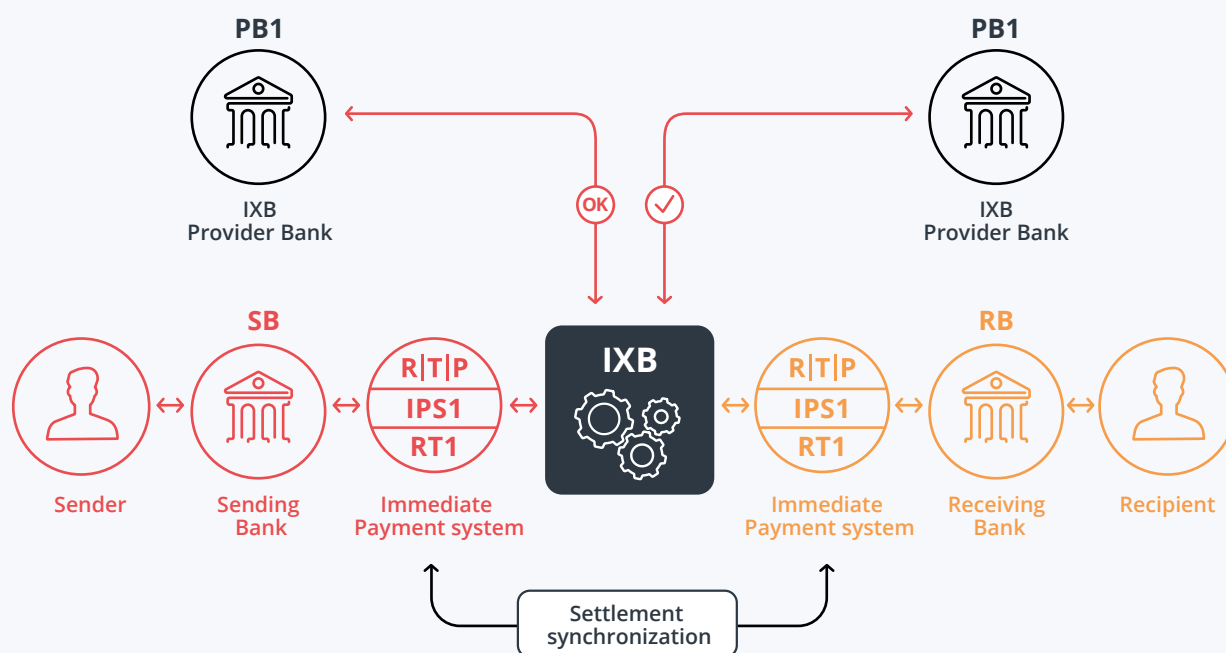 PB1
IXB
Provider Bank
OK
PB1
IXB
Provider Bank
Sender
SB
Sending
Bank
R|T|P
IPS1
RT1
Immediate
Payment system
IXB
R|T|P
IPS1
RT1
Immediate
Payment system
RB
Receiving
Bank
Recipient
Settlement
synchronization